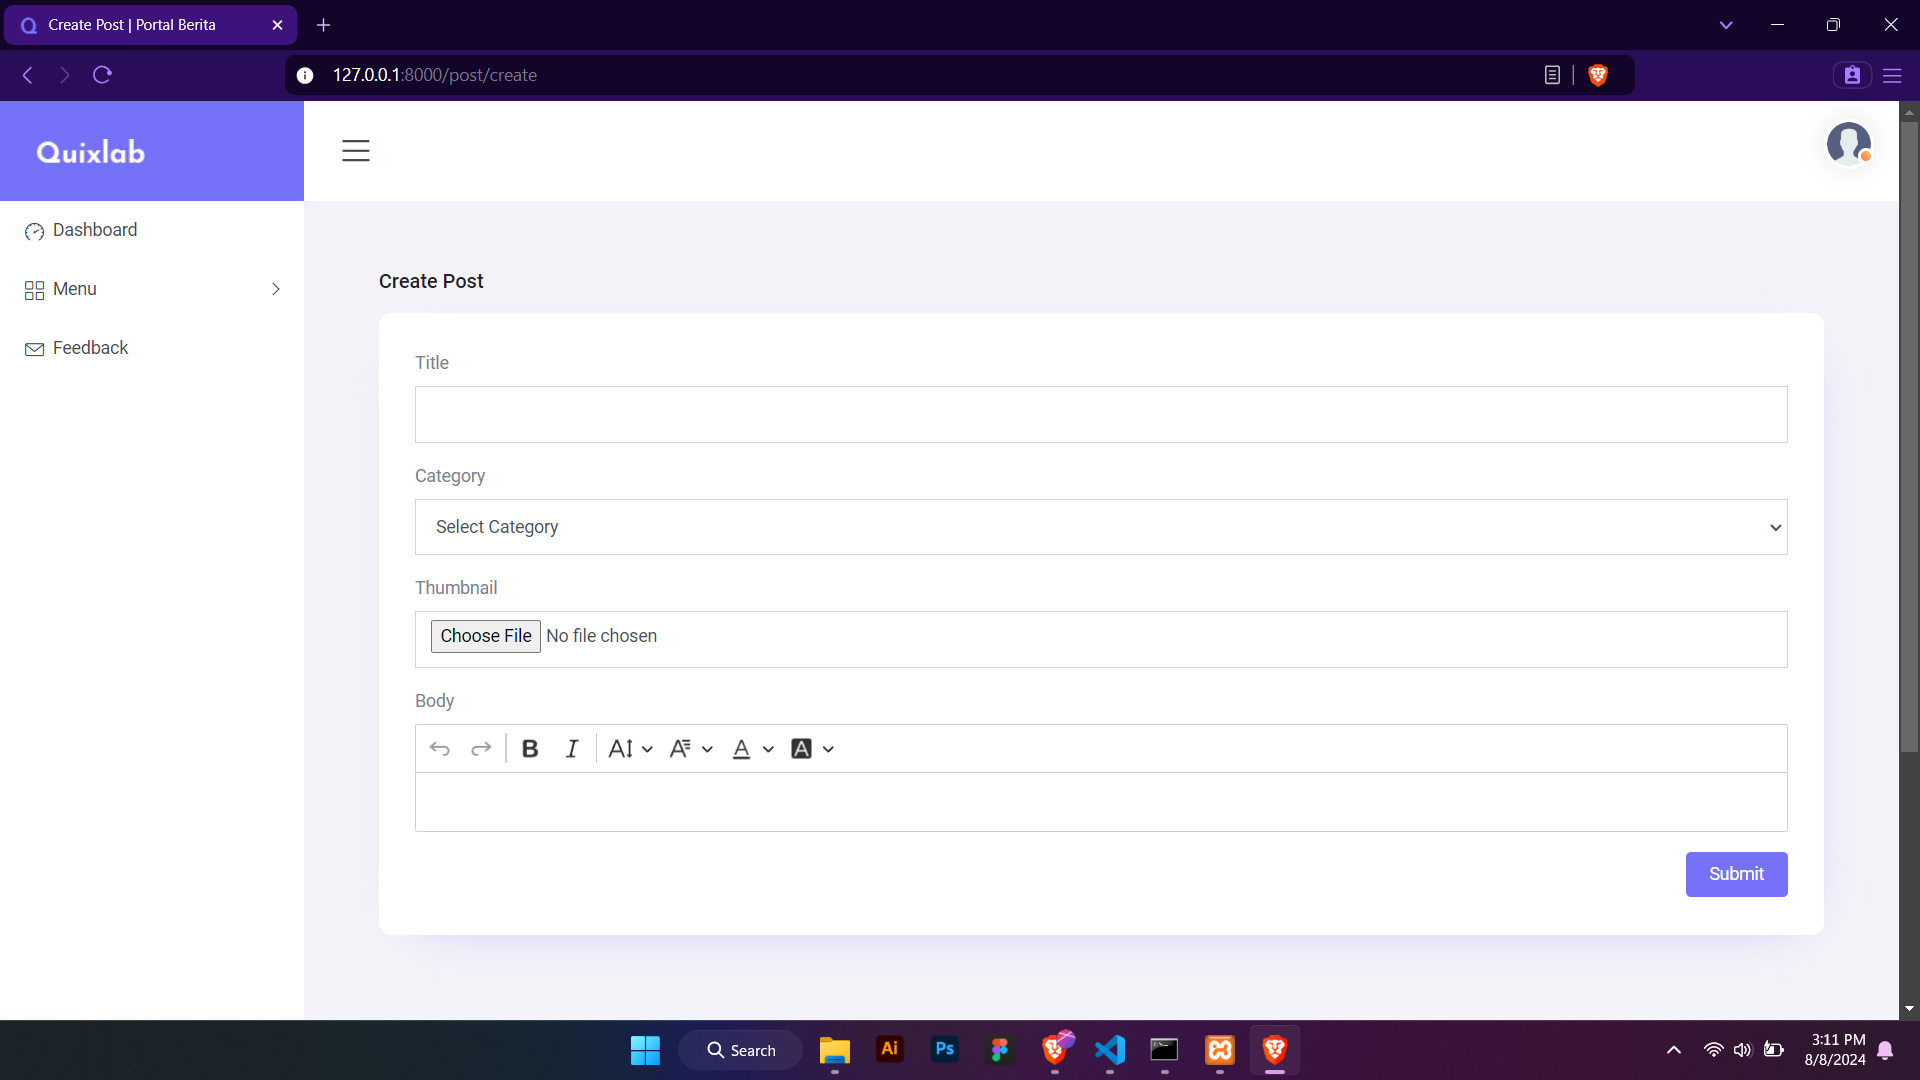 Create Post | Portal Berita
127.0.0.1:8000/post/create
Quixlab
Dashboard
Menu
Feedback
Create Post
Title
Category
Select Category
Thumbnail
Choose File No file chosen
Body
B I A A A A
Submit
Search
Ai
Ps
3:11 PM
8/8/2024